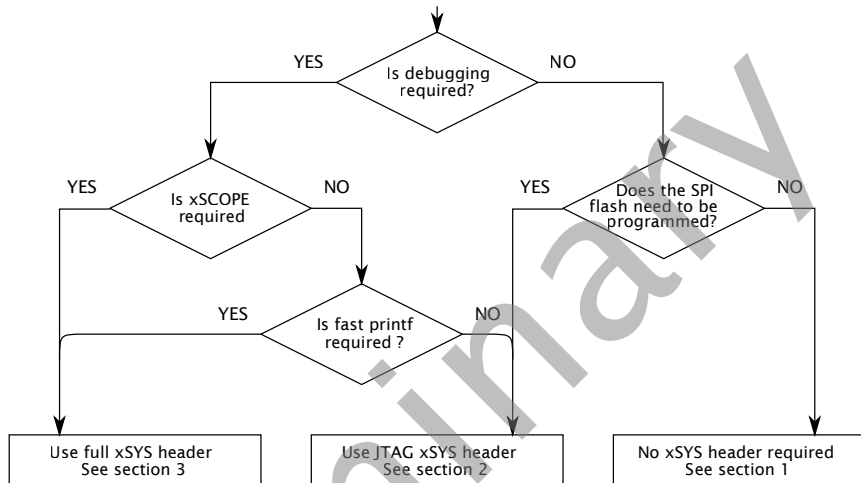 Is debugging
required?
YES
NO
Is xSCOPE
required
YES
NO
Does the SPI
flash need to be
programmed?
YES
NO
Is fast printf
required ?
YES
NO
Use full xSYS header
See section 3
Use JTAG xSYS header
See section 2
No xSYS header required
See section 1
minary